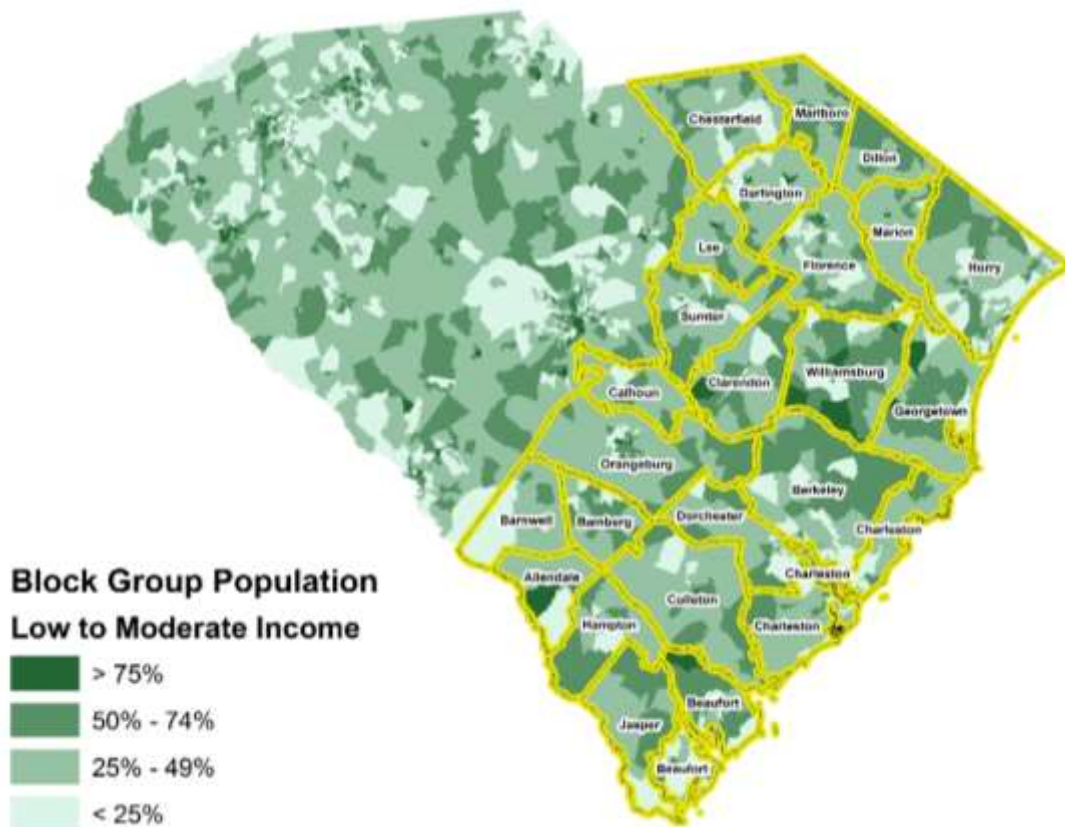 Chesterfield
Marlboro
Dillon
Darlington
Marion
Lee
Florence
Horry
Sumter
Clarendon
Williamsburg
Calhoun
Georgetown
Orangeburg
Berkeley
Barnwell
Bamberg
Dorchester
Charleston
Allendale
Charleston
Colleton
Hampton
Charleston
Beaufort
Jasper
Beaufort
Block Group Population
Low to Moderate Income
> 75%
50% - 74%
25% - 49%
< 25%